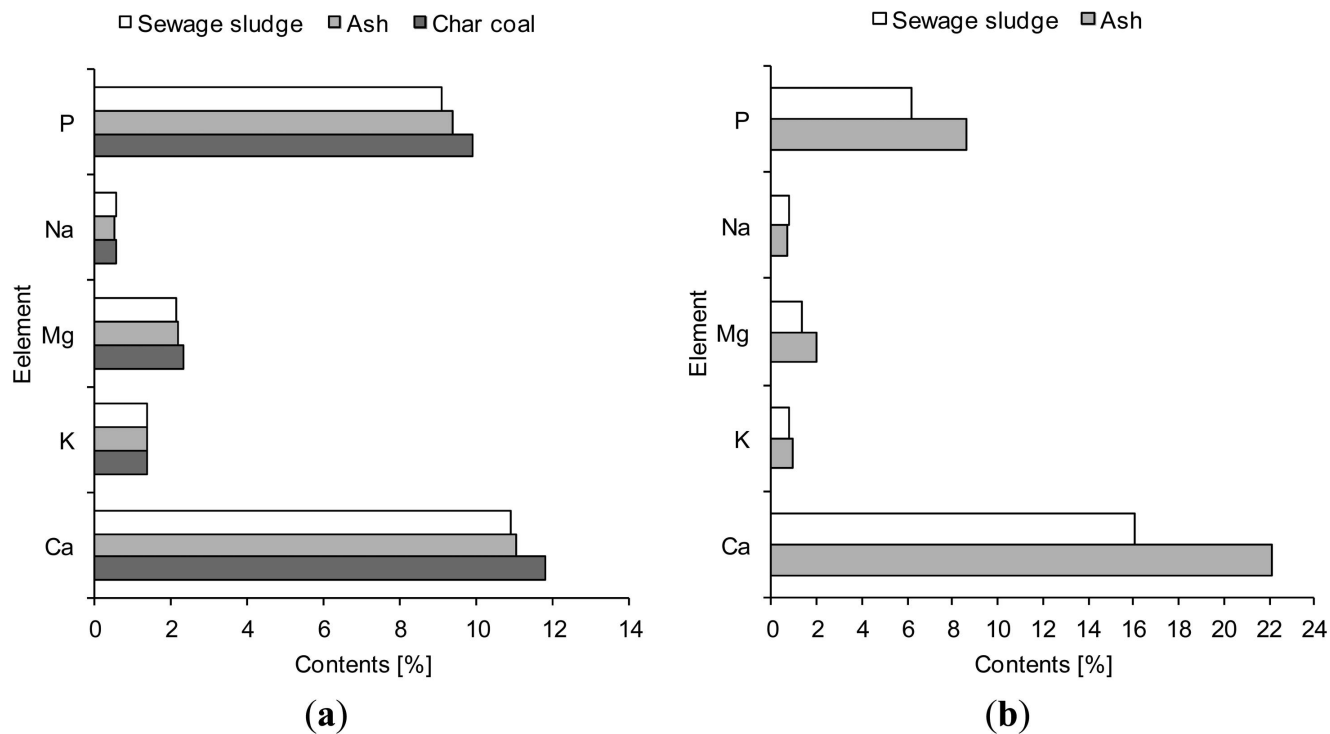 Sewage sludge Ash Char coal
P
Na
Mg
K
Ca
Eelement
0 2 4 6 8 10 12 14
Contents [%]
(a)
Sewage sludge Ash
P
Na
Mg
K
Ca
Element
0 2 4 6 8 10 12 14 16 18 20 22 24
Contents [%]
(b)